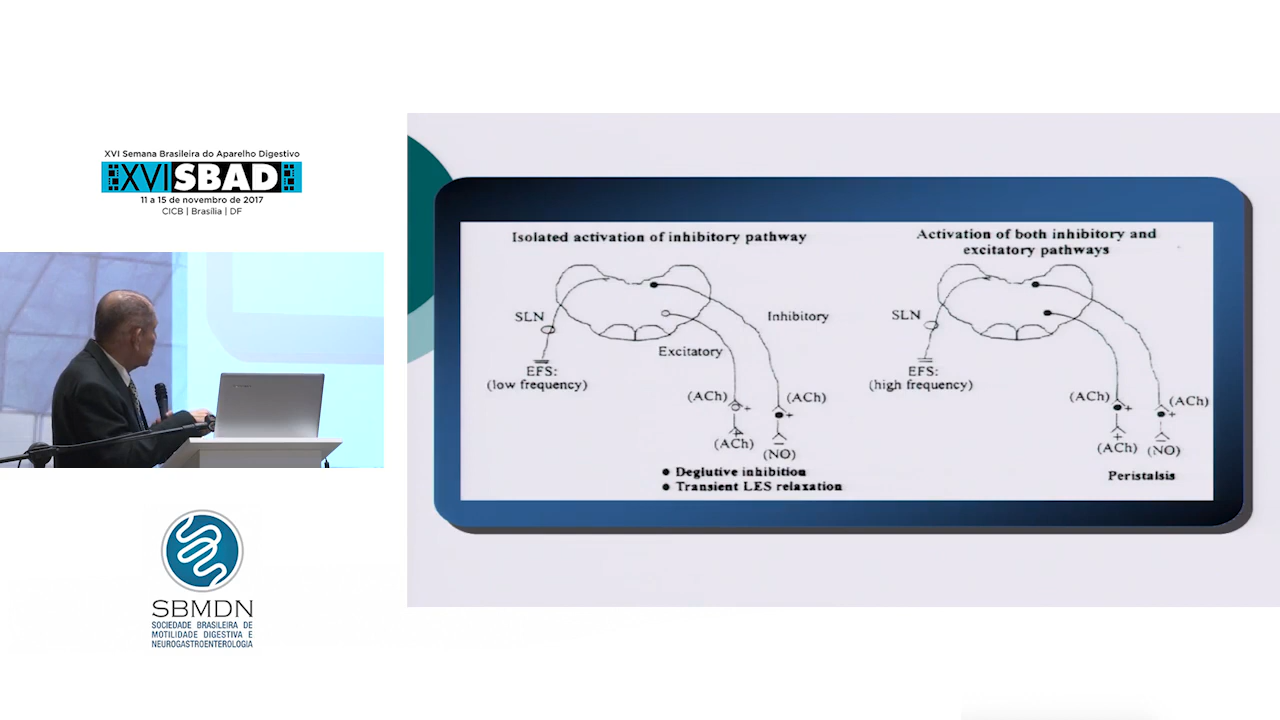 XVI Semana Brasileira do Aparelho Digestivo
XVI SBAD
11 a 15 de novembro de 2017
CICB | Brasília | DF
SBMDN
SOCIEDADE BRASILEIRA DE
MOTILIDADE DIGESTIVA E
NEUROGASTROENTEROLOGIA
Isolated activation of inhibitory pathway
SLN
Inhibitory
Excitatory
EFS:
(low frequency)
(ACh)
+
(ACh)
+
+
(ACh)
−
(NO)
● Deglutive inhibition
● Transient LES relaxation
Activation of both inhibitory and
excitatory pathways
SLN
EFS:
(high frequency)
(ACh)
+
(ACh)
+
+
(ACh)
−
(NO)
Peristalsis